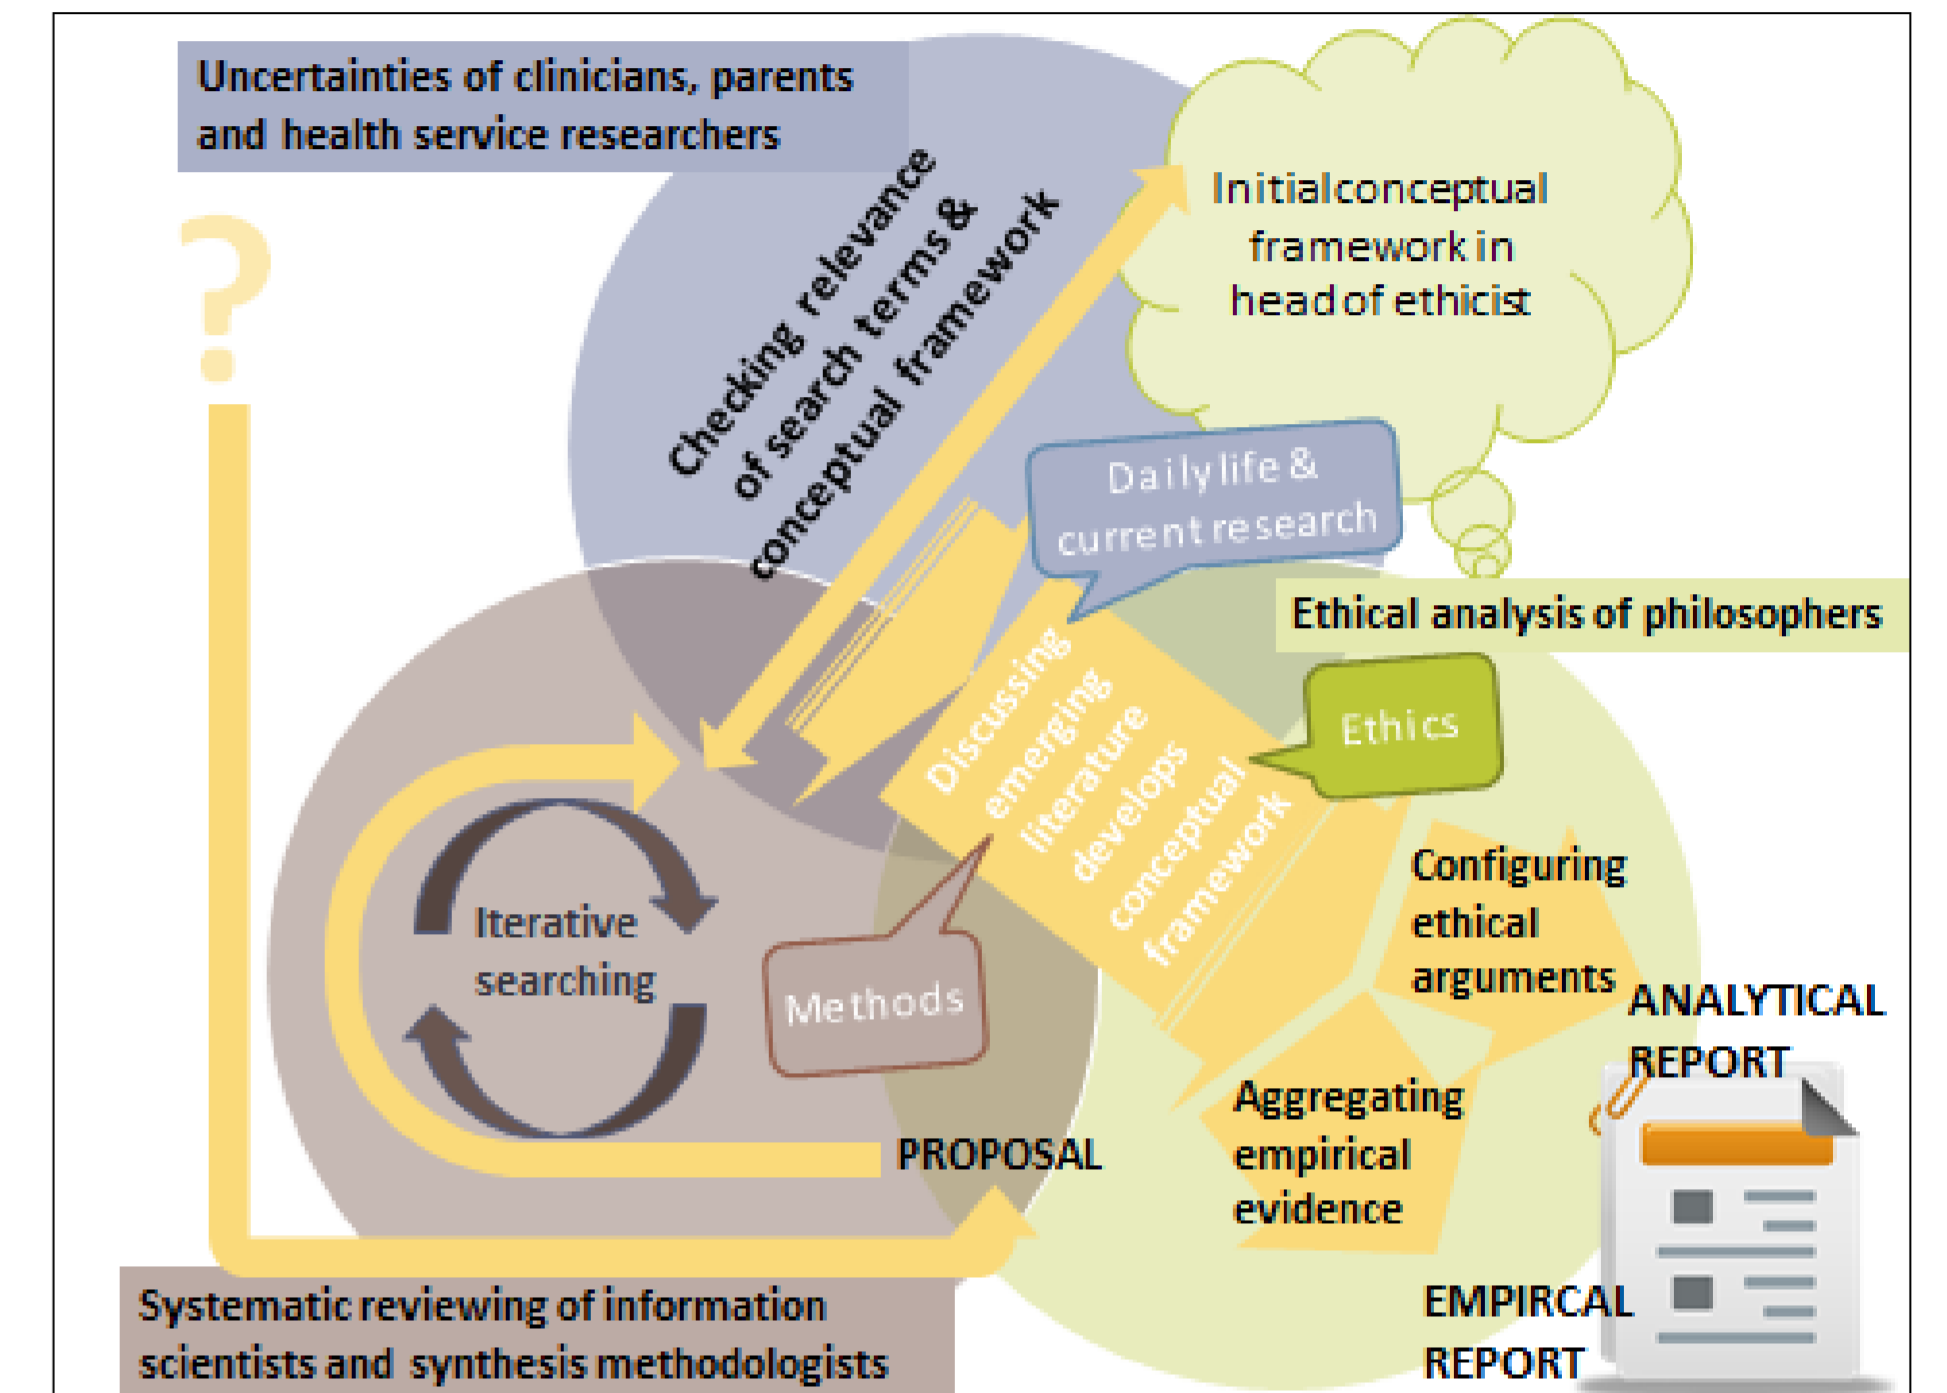 Uncertainties of clinicians, parents
and health service researchers
?
Checking relevance
of search terms &
conceptual framework
Initial conceptual
framework in
head of ethicist
Daily life &
current research
Ethical analysis of philosophers
Ethics
Discussing
emerging
literature
develops
conceptual
framework
Methods
Iterative
searching
PROPOSAL
Configuring
ethical
arguments
ANALYTICAL
REPORT
Aggregating
empirical
evidence
EMPIRCAL
REPORT
Systematic reviewing of information
scientists and synthesis methodologists